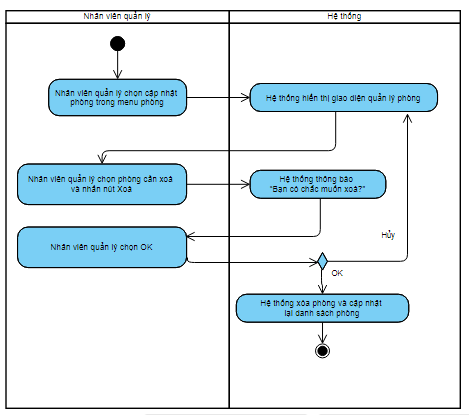 Nhân viên quản lý
Hệ thống
Nhân viên quản lý chọn cập nhật
phòng trong menu phòng
Hệ thống hiển thị giao diện quản lý phòng
Nhân viên quản lý chọn phòng cần xoá
và nhấn nút Xoá
Hệ thống thông báo
"Bạn có chắc muốn xoá?"
Nhân viên quản lý chọn OK
Hủy
OK
Hệ thống xóa phòng và cập nhật
lại danh sách phòng